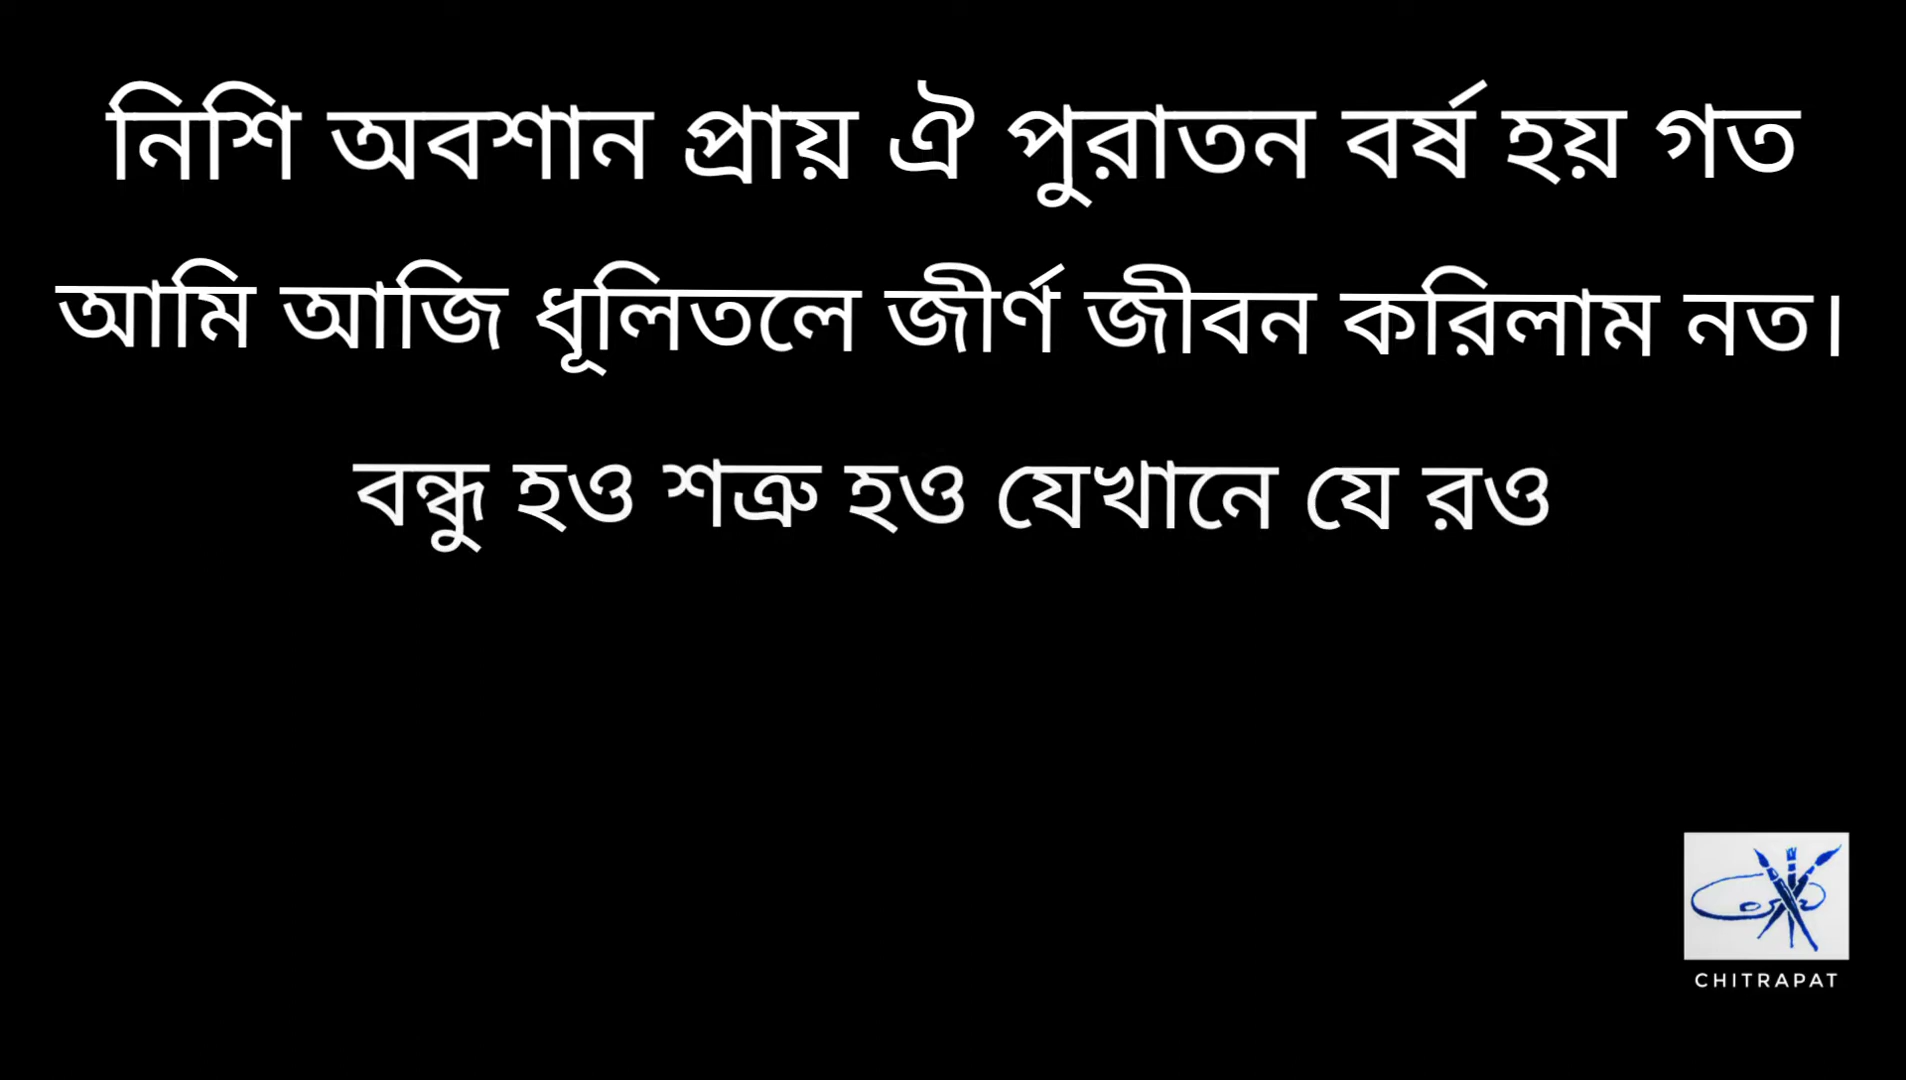 নিশি অবশান প্রায় ঐ পুরাতন বর্ষ হয় গত
আমি আজি ধূলিতলে জীর্ণ জীবন করিলাম নত।
বন্ধু হও শত্রু হও যেখানে যে রও
CHITRAPAT